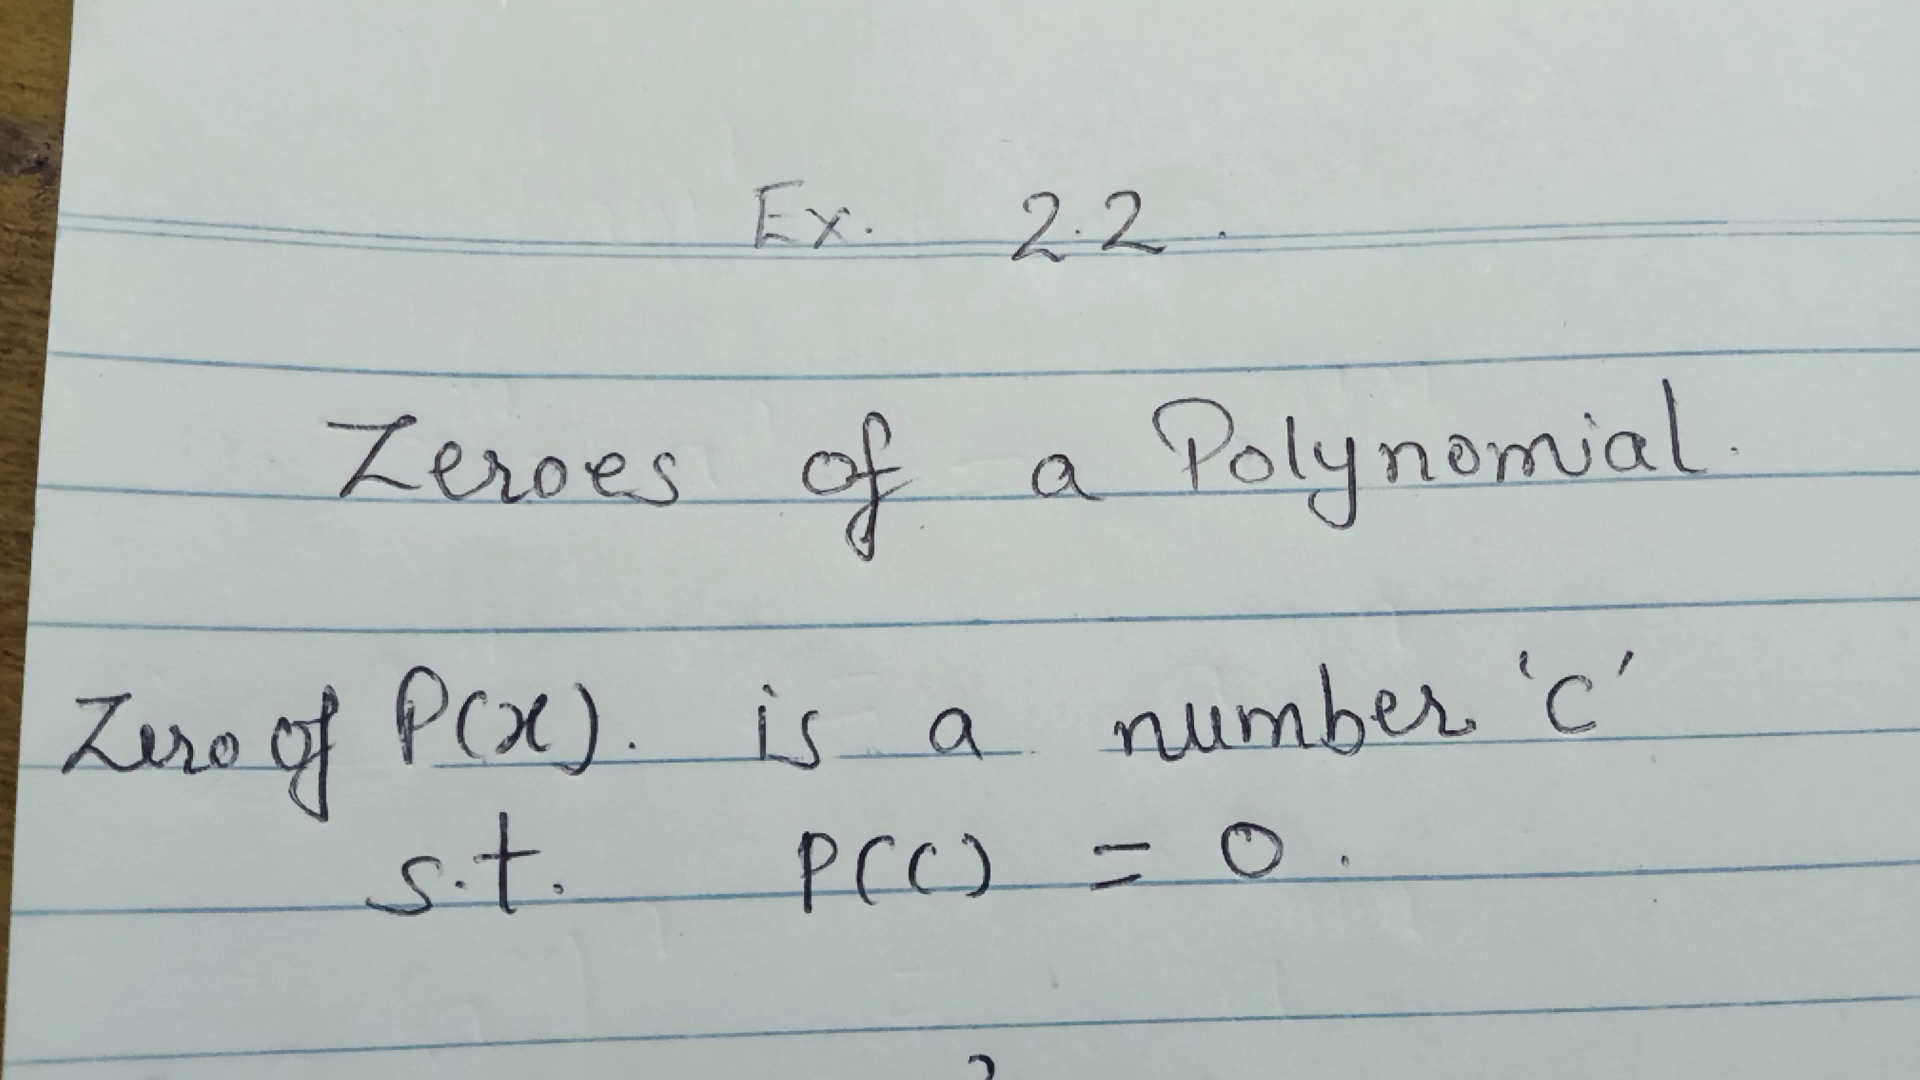 Ex. 2.2.
Zeroes of a Polynomial.
Zero of P(x). is a number 'c'
s.t. P(c) = 0.